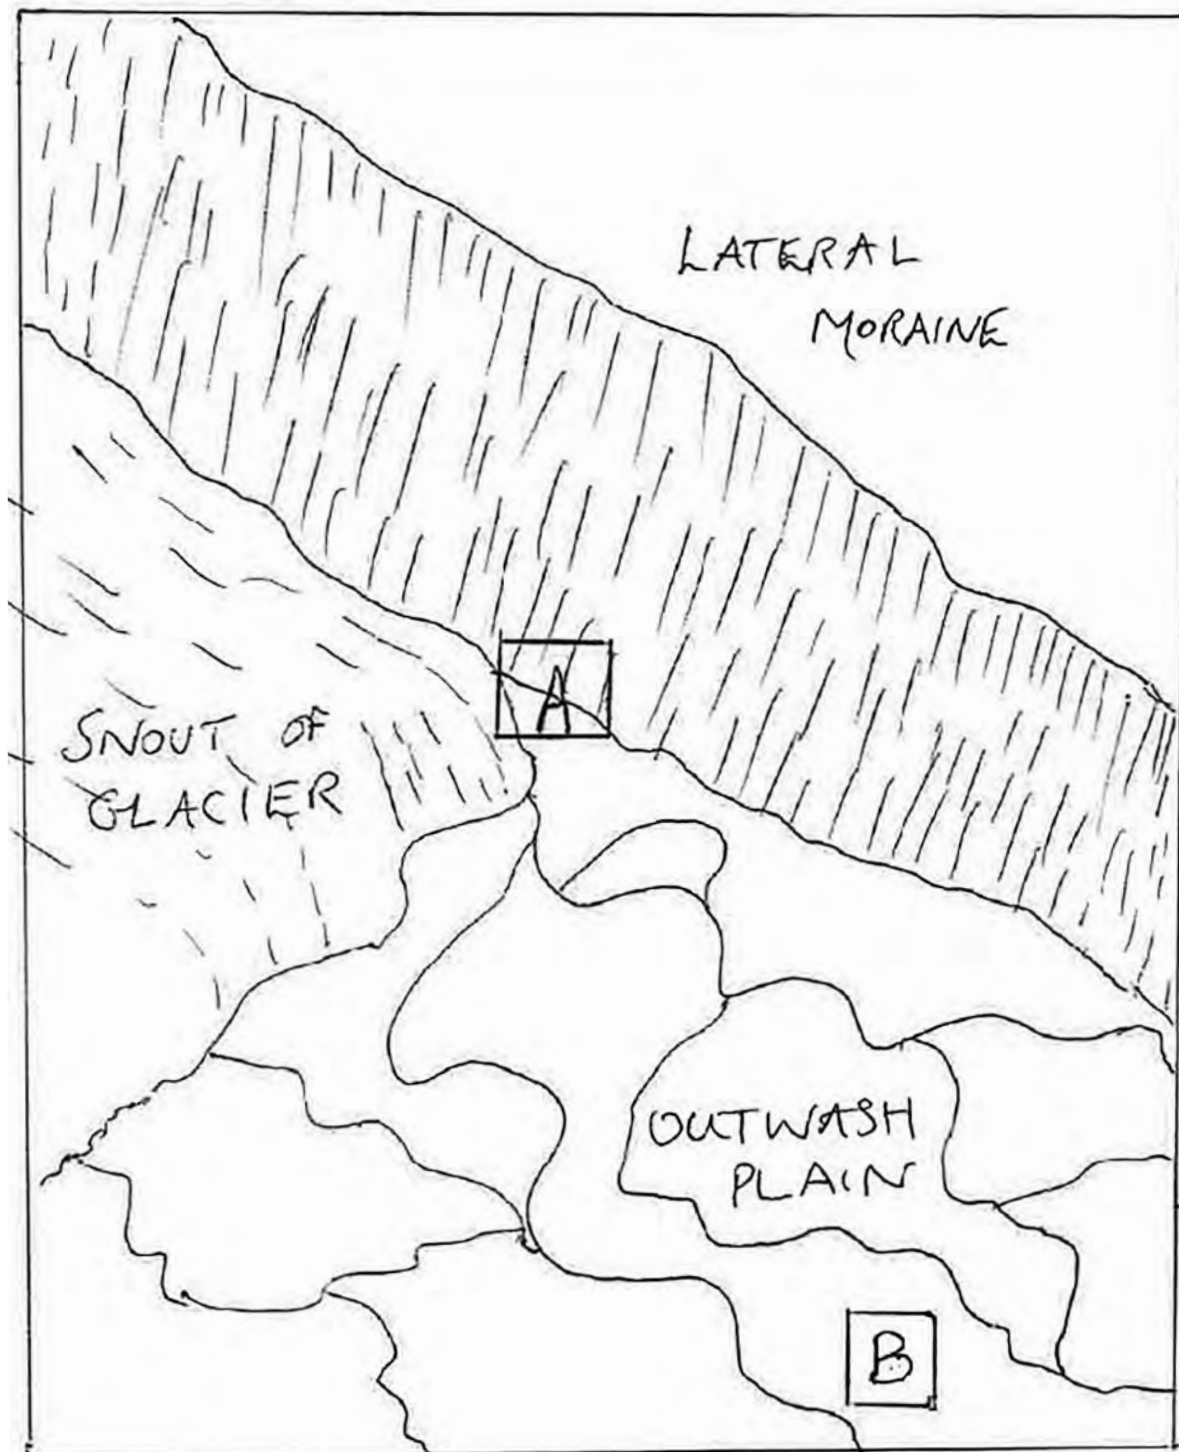 LATERAL
MORAINE
A
SNOUT OF
GLACIER
OUTWASH
PLAIN
B